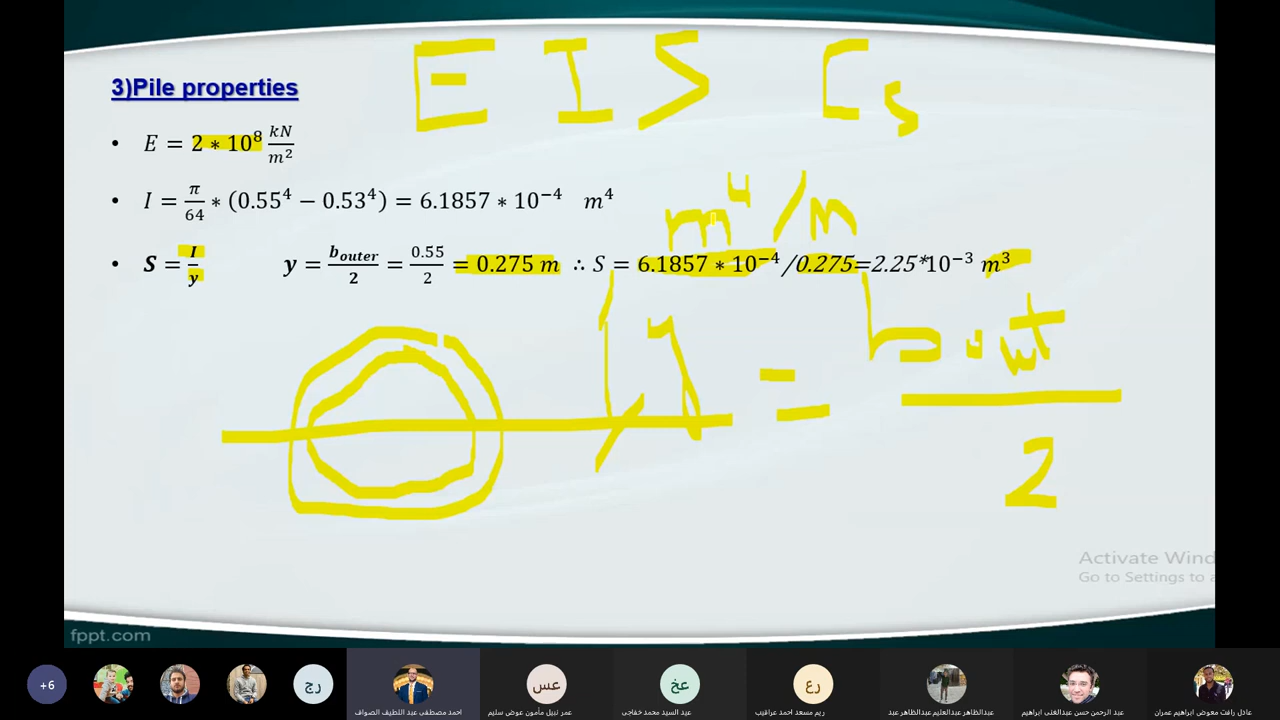 E I S Cs
3)Pile properties
• E = 2 ∗ 10⁸ kN/m²
• I = π/64 ∗ (0.55⁴ − 0.53⁴) = 6.1857 ∗ 10⁻⁴ m⁴
m⁴/m
• S = I/y y = b_outer/2 = 0.55/2 = 0.275 m ∴ S = 6.1857 ∗ 10⁻⁴/0.275=2.25*10⁻³ m³
= b out
2
Activate Wind
Go to Settings to a
fppt.com
+6
رج
عس
عخ
رع
احمد مصطفى عبد اللطيف الصواف
عمر نبيل مأمون عوض سليم
عبد السيد محمد خفاجى
ريم مسعد احمد عراقيب
عبدالظاهر عبدالعليم عبدالظاهر عبد
عبد الرحمن حسن عبدالغنى ابراهيم
عادل رافت معوض ابراهيم عمران